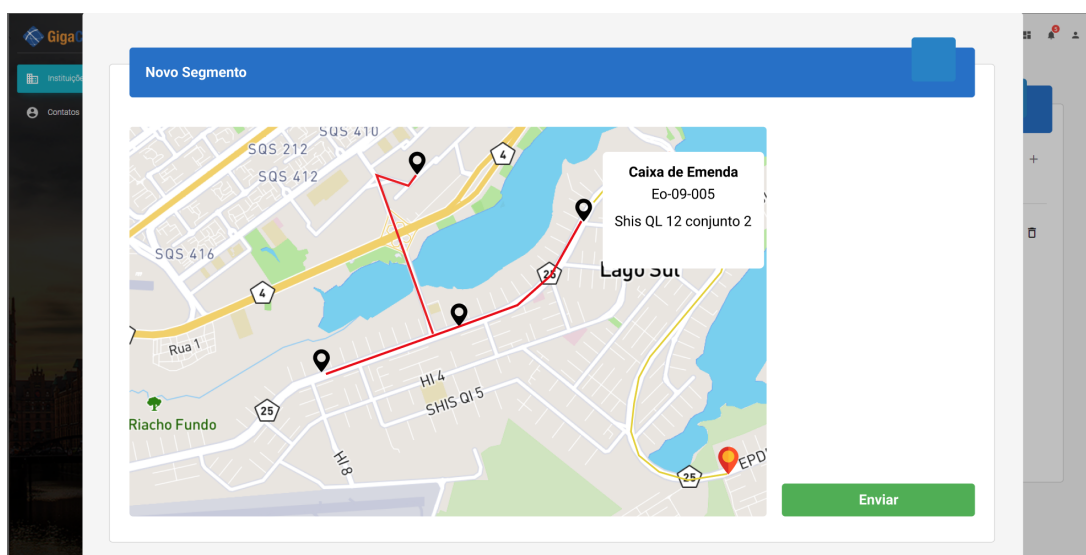 Giga
Instituiçõe
Contatos
Novo Segmento
SQS 410
SQS 212
SQS 412
SQS 416
4
4
Caixa de Emenda
Eo-09-005
Shis QL 12 conjunto 2
Lago Sul
25
Rua 1
HI 4
SHIS QI 5
25
Riacho Fundo
HI 8
25
EPD
Enviar